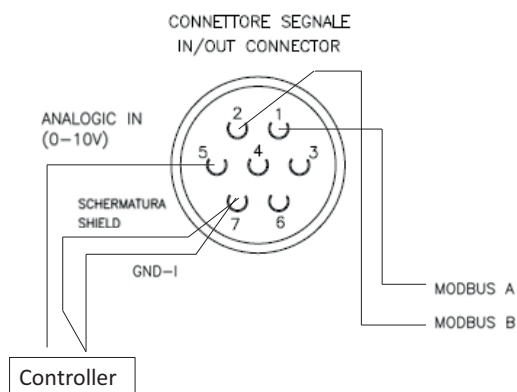 CONNETTORE SEGNALE
IN/OUT CONNECTOR
ANALOGIC IN
(0-10V)
2
1
5
4
3
SCHERMATURA
SHIELD
7
6
GND-I
MODBUS A
MODBUS B
Controller